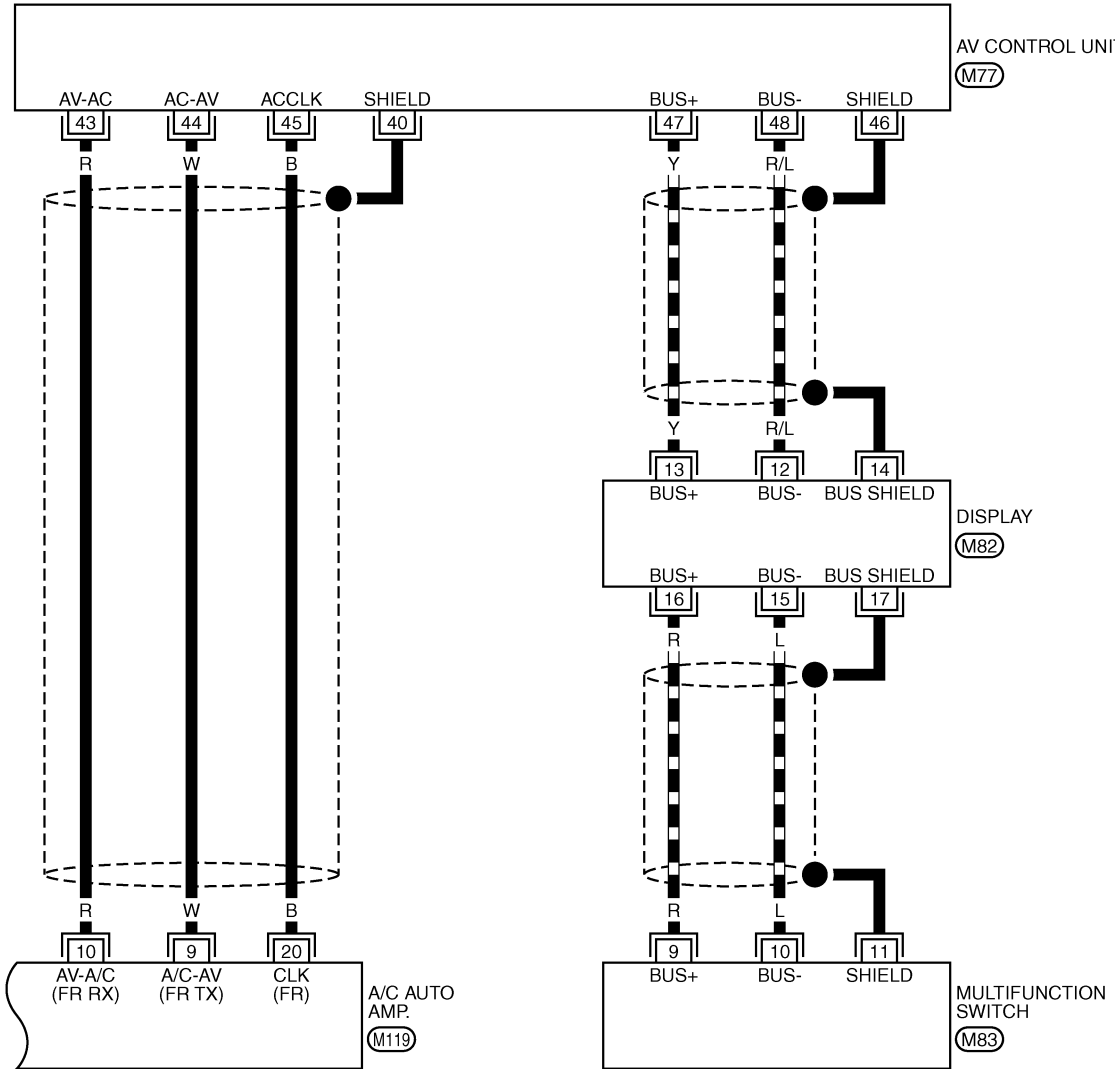 AV CONTROL UNI
M77
AV-AC AC-AV ACCLK SHIELD BUS+ BUS- SHIELD
43 44 45 40 47 48 46
R W B Y R/L
Y R/L
13 12 14
BUS+ BUS- BUS SHIELD
DISPLAY
M82
BUS+ BUS- BUS SHIELD
16 15 17
R L
R W B R L
10 9 20 9 10 11
AV-A/C A/C-AV CLK BUS+ BUS- SHIELD
(FR RX) (FR TX) (FR)
A/C AUTO
AMP.
M119
MULTIFUNCTION
SWITCH
M83